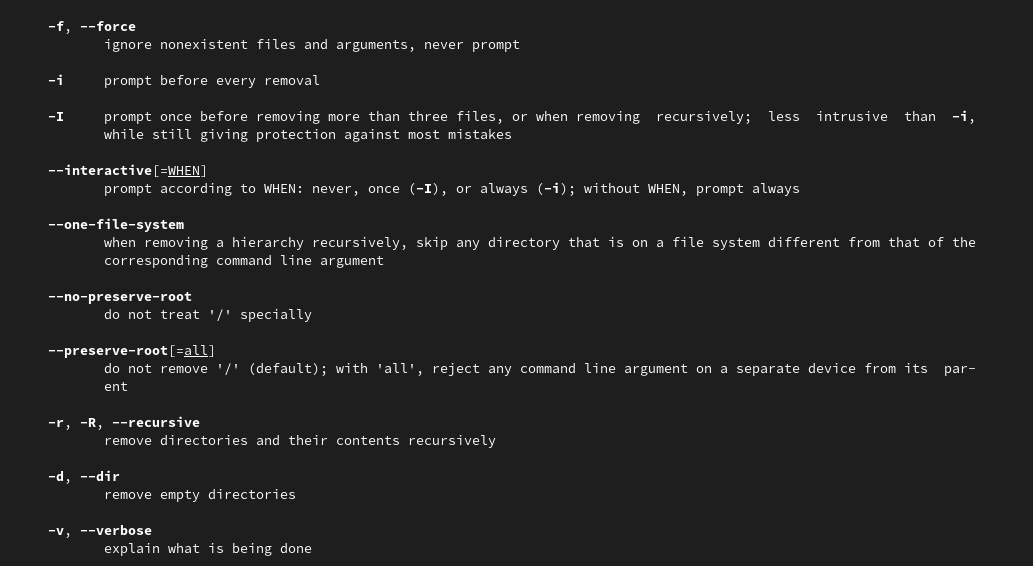 -f, --force
ignore nonexistent files and arguments, never prompt
-i prompt before every removal
-I prompt once before removing more than three files, or when removing recursively; less intrusive than -i,
while still giving protection against most mistakes
--interactive[=WHEN]
prompt according to WHEN: never, once (-I), or always (-i); without WHEN, prompt always
--one-file-system
when removing a hierarchy recursively, skip any directory that is on a file system different from that of the
corresponding command line argument
--no-preserve-root
do not treat '/' specially
--preserve-root[=all]
do not remove '/' (default); with 'all', reject any command line argument on a separate device from its par-
ent
-r, -R, --recursive
remove directories and their contents recursively
-d, --dir
remove empty directories
-v, --verbose
explain what is being done